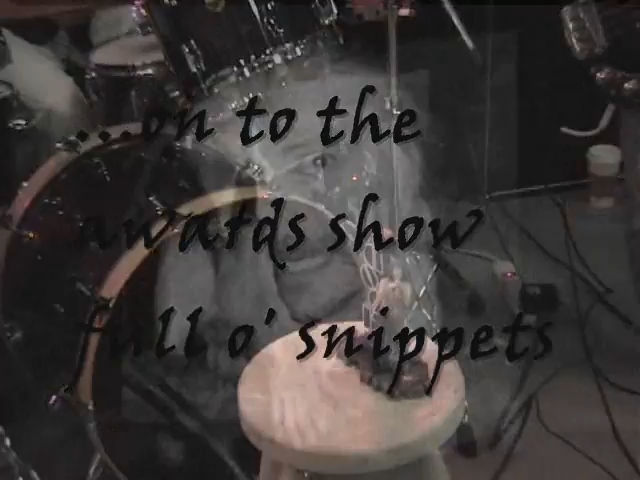 ...on to the
awards show
full o' snippets